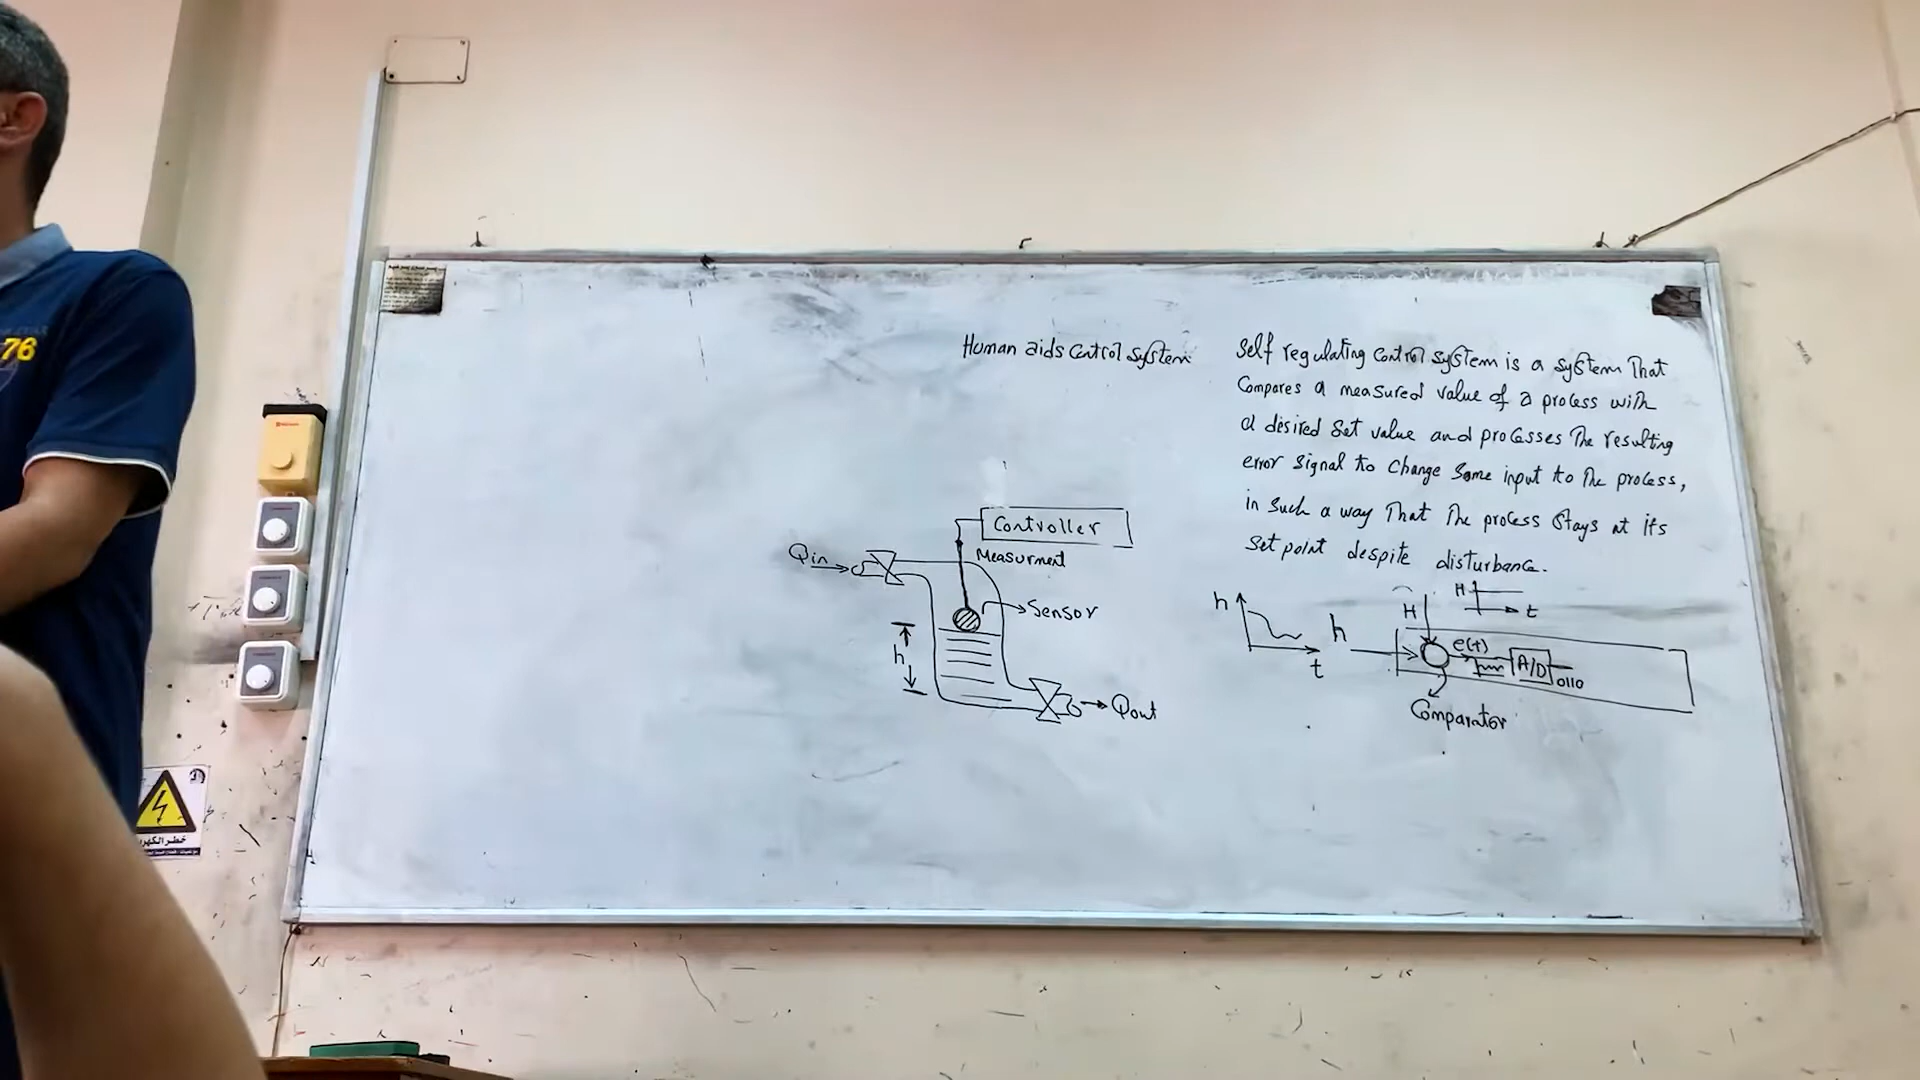 Human aids control system
Self regulating control system is a system That
Compares a measured value of a process with
a desired set value and processes The resulting
error signal to change some input to The process,
in such a way That The process stays at its
set point despite disturbance.
Controller
Measurment
Qin
Sensor
h
Qout
h
t
h
H
H
t
e(t)
A/D
0110
Comparator
76
خطر الكهر